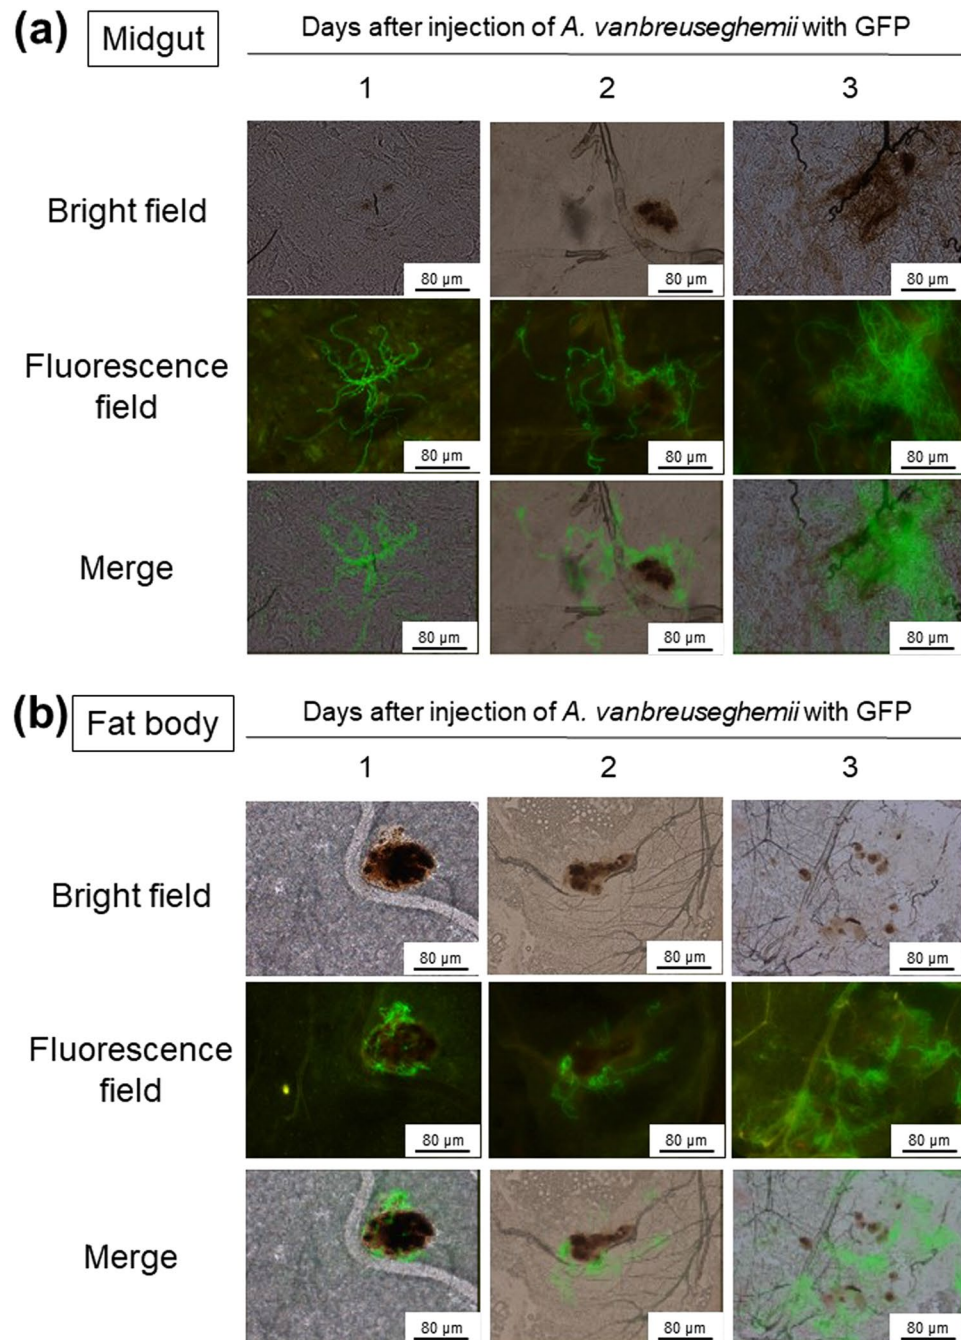 (a) Midgut
Days after injection of A. vanbreuseghemii with GFP
1 2 3
Bright field
80 μm 80 μm 80 μm
Fluorescence
field
80 μm 80 μm 80 μm
Merge
80 μm 80 μm 80 μm
(b) Fat body
Days after injection of A. vanbreuseghemii with GFP
1 2 3
Bright field
80 μm 80 μm 80 μm
Fluorescence
field
80 μm 80 μm 80 μm
Merge
80 μm 80 μm 80 μm